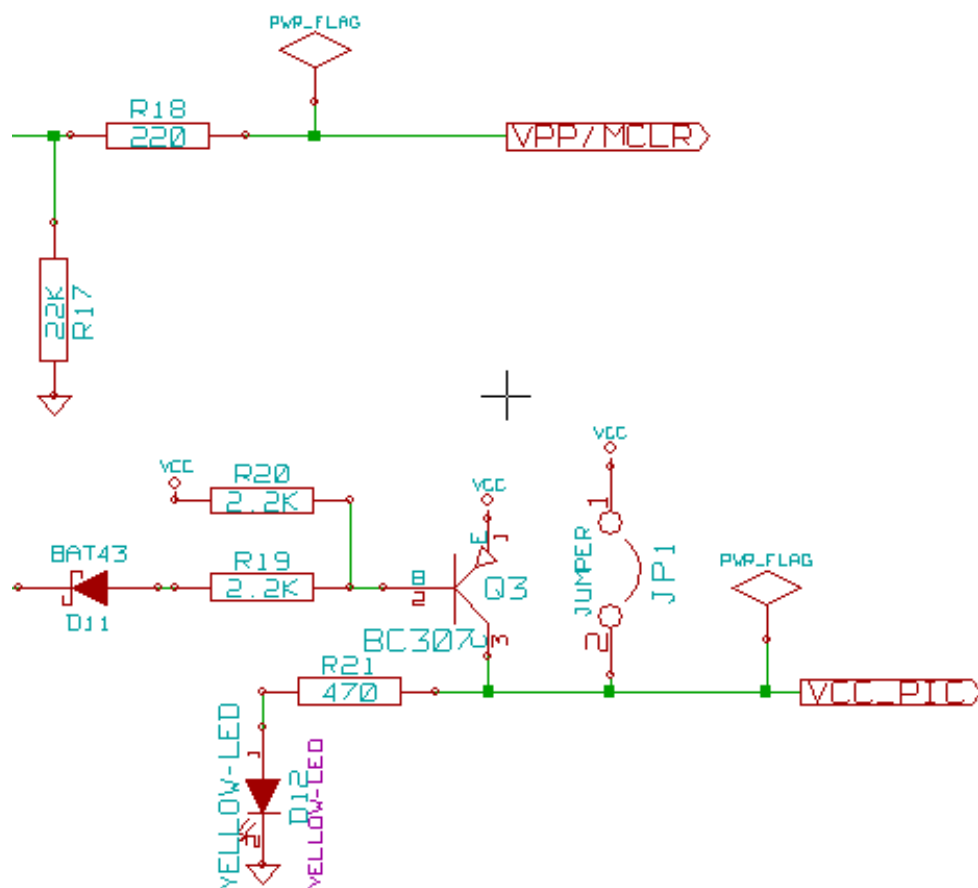 PWR_FLAG
R18
220
VPP/MCLR
22K
R17
VCC
R20
2.2K
VCC
E
1
VCC
1
JUMPER
JP1
2
BAT43
D11
R19
2.2K
B
2
Q3
BC307
C
3
PWR_FLAG
R21
470
VCC_PIC
YELLOW-LED
1
D12
2
YELLOW-LED